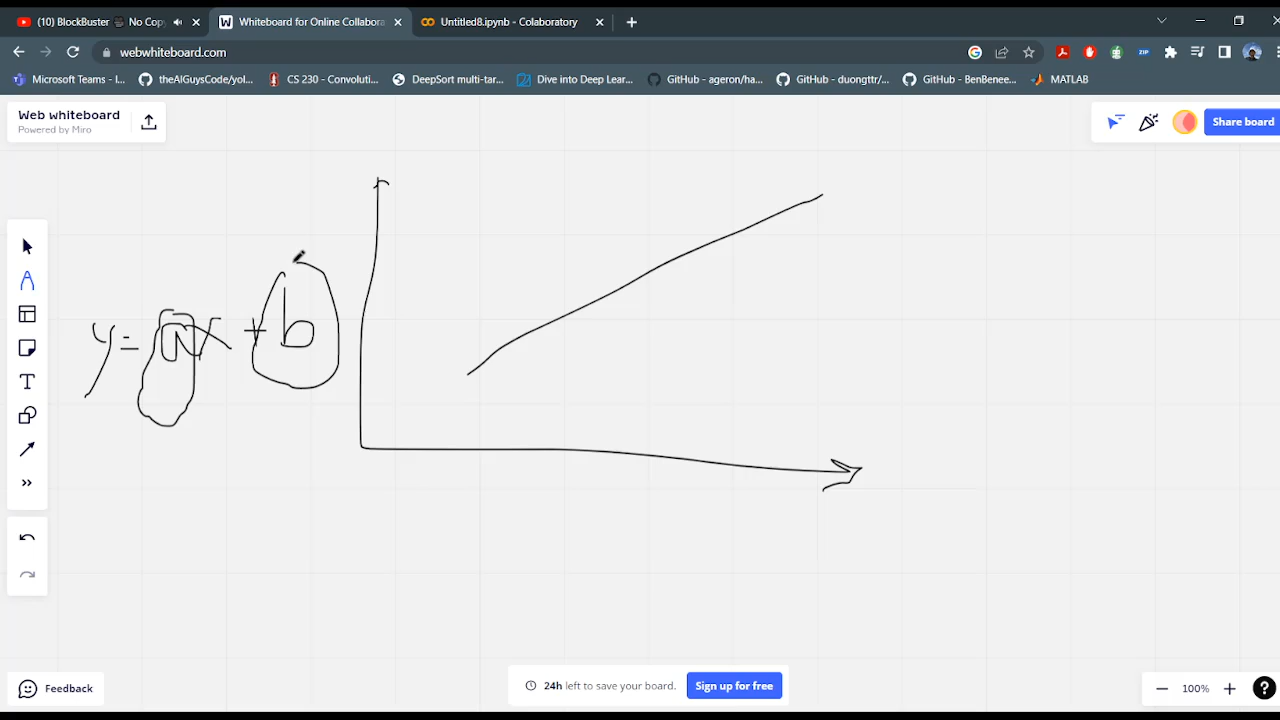 (10) BlockBuster No Cop
Whiteboard for Online Collabora
Untitled8.ipynb - Colaboratory
webwhiteboard.com
Microsoft Teams - I...
theAIGuysCode/yol...
CS 230 - Convoluti...
DeepSort multi-tar...
Dive into Deep Lear...
GitHub - ageron/ha...
GitHub - duongttr/...
GitHub - BenBenee...
MATLAB
Web whiteboard
Powered by Miro
Share board
y = ax + b
T
Feedback
24h left to save your board.
Sign up for free
100%